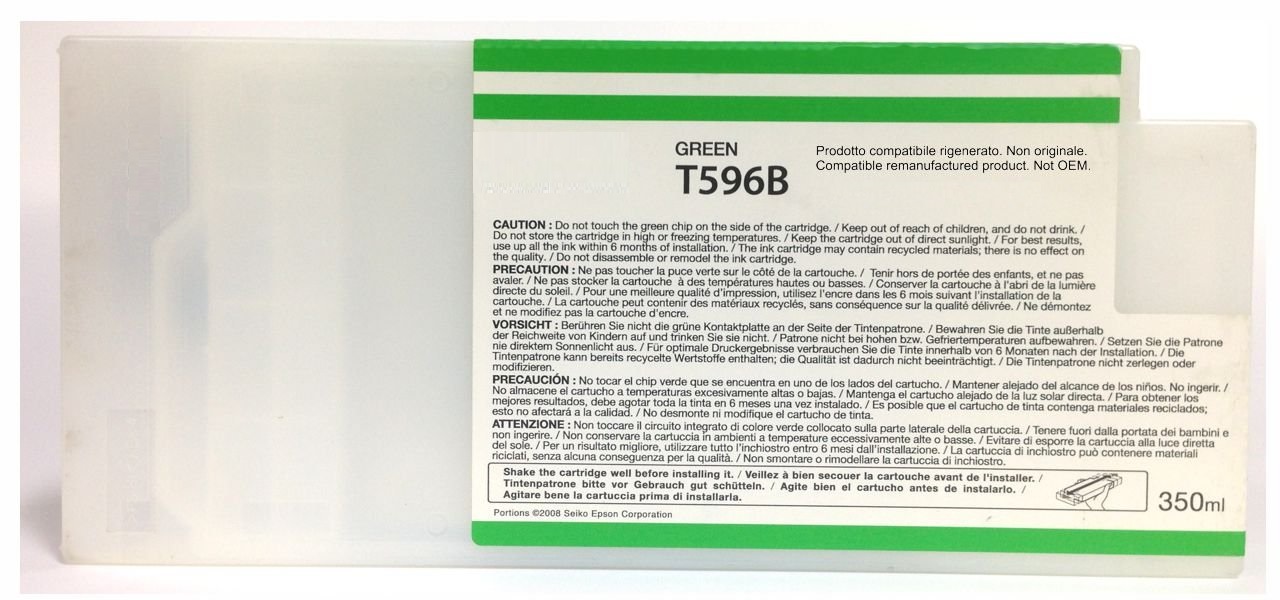 GREEN
T596B
Prodotto compatibile rigenerato. Non originale.
Compatible remanufactured product. Not OEM.
CAUTION : Do not touch the green chip on the side of the cartridge. / Keep out of reach of children, and do not drink. /
Do not store the cartridge in high or freezing temperatures. / Keep the cartridge out of direct sunlight. / For best results,
use up all the ink within 6 months of installation. / The ink cartridge may contain recycled materials; there is no effect on
the quality. / Do not disassemble or remodel the ink cartridge.
PRECAUTION : Ne pas toucher la puce verte sur le côté de la cartouche. / Tenir hors de portée des enfants, et ne pas
avaler. / Ne pas stocker la cartouche à des températures hautes ou basses. / Conserver la cartouche à l'abri de la lumière
directe du soleil. / Pour une meilleure qualité d'impression, utilisez l'encre dans les 6 mois suivant l'installation de la
cartouche. / La cartouche peut contenir des matériaux recyclés, sans conséquence sur la qualité délivrée. / Ne démontez
et ne modifiez pas la cartouche d'encre.
VORSICHT : Berühren Sie nicht die grüne Kontaktplatte an der Seite der Tintenpatrone. / Bewahren Sie die Tinte außerhalb
der Reichweite von Kindern auf und trinken Sie sie nicht. / Patrone nicht bei hohen bzw. Gefriertemperaturen aufbewahren. / Setzen Sie die Patrone
nie direktem Sonnenlicht aus. / Für optimale Druckergebnisse verbrauchen Sie die Tinte innerhalb von 6 Monaten nach der Installation. / Die
Tintenpatrone kann bereits recycelte Wertstoffe enthalten; die Qualität ist dadurch nicht beeinträchtigt. / Die Tintenpatrone nicht zerlegen oder
modifizieren.
PRECAUCIÓN : No tocar el chip verde que se encuentra en uno de los lados del cartucho. / Mantener alejado del alcance de los niños. No ingerir. /
No almacene el cartucho a temperaturas excesivamente altas o bajas. / Mantenga el cartucho alejado de la luz solar directa. / Para obtener los
mejores resultados, debe agotar toda la tinta en 6 meses una vez instalado. / Es posible que el cartucho de tinta contenga materiales reciclados;
esto no afectará a la calidad. / No desmonte ni modifique el cartucho de tinta.
ATTENZIONE : Non toccare il circuito integrato di colore verde collocato sulla parte laterale della cartuccia. / Tenere fuori dalla portata dei bambini e
non ingerire. / Non conservare la cartuccia in ambienti a temperature eccessivamente alte o basse. / Evitare di esporre la cartuccia alla luce diretta
del sole. / Per un risultato migliore, utilizzare tutto l'inchiostro entro 6 mesi dall'installazione. / La cartuccia di inchiostro può contenere materiali
riciclati, senza alcuna conseguenza per la qualità. / Non smontare o rimodellare la cartuccia di inchiostro.
Shake the cartridge well before installing it. / Veuillez à bien secouer la cartouche avant de l'installer. /
Tintenpatrone bitte vor Gebrauch gut schütteln. / Agite bien el cartucho antes de instalarlo. /
Agitare bene la cartuccia prima di installarla.
350ml
Portions ©2008 Seiko Epson Corporation